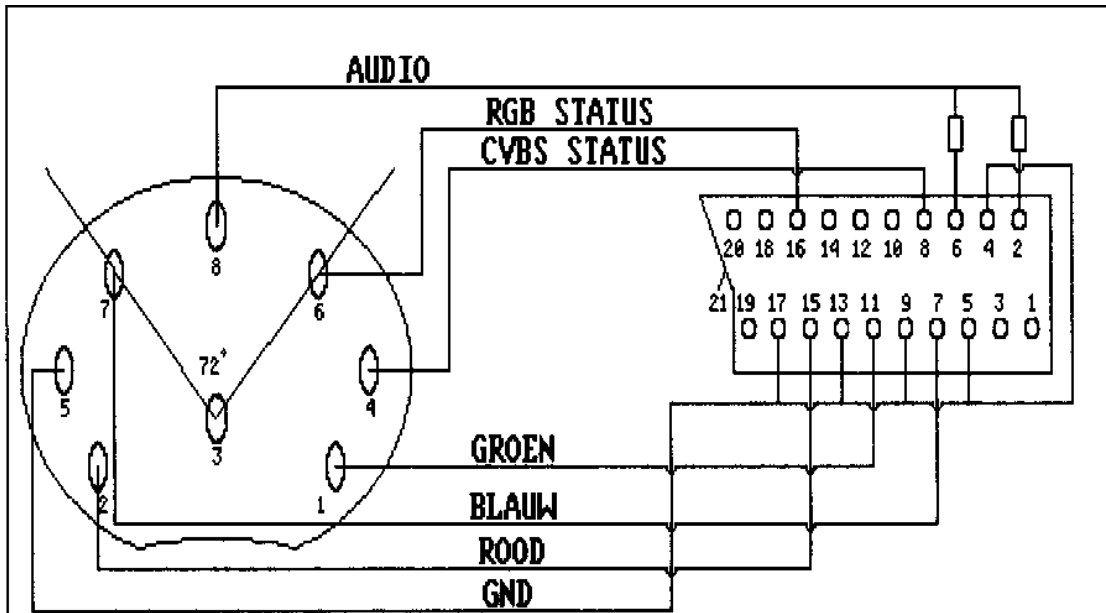 AUDIO
RGB STATUS
CVBS STATUS
8
7
6
72°
5
4
3
2
1
20 18 16 14 12 10 8 6 4 2
21 19 17 15 13 11 9 7 5 3 1
GROEN
BLAUW
ROOD
GND